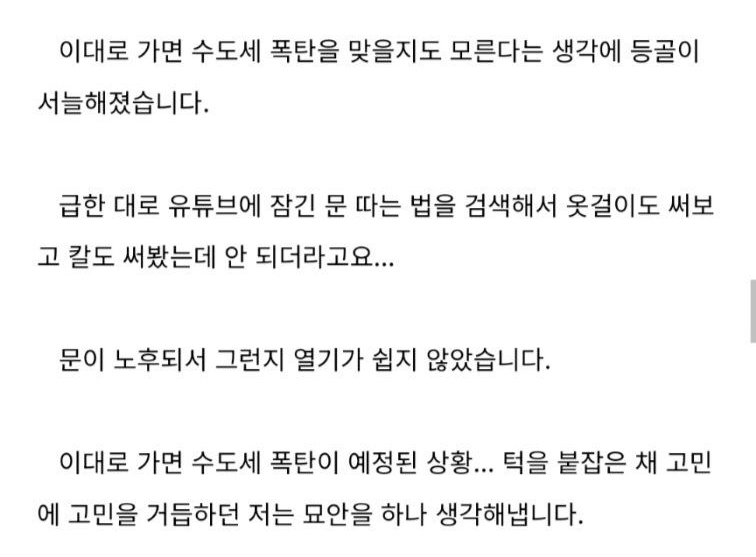 이대로 가면 수도세 폭탄을 맞을지도 모른다는 생각에 등골이
서늘해졌습니다.
급한 대로 유튜브에 잠긴 문 따는 법을 검색해서 옷걸이도 써보
고 칼도 써봤는데 안 되더라고요...
문이 노후되서 그런지 열기가 쉽지 않았습니다.
이대로 가면 수도세 폭탄이 예정된 상황... 턱을 붙잡은 채 고민
에 고민을 거듭하던 저는 묘안을 하나 생각해냅니다.